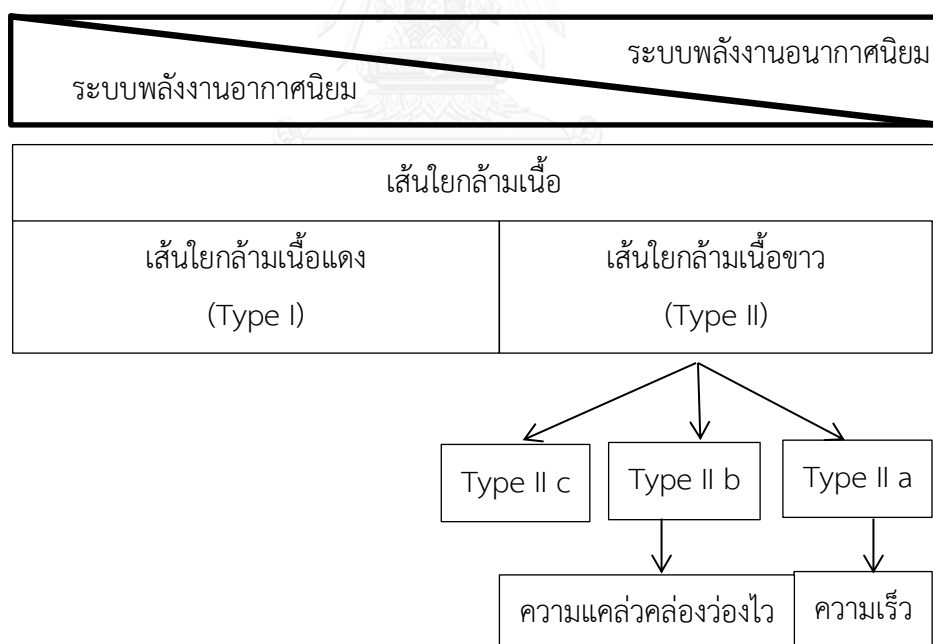 ระบบพลังงานอนากาศนิยม
ระบบพลังงานอากาศนิยม
เส้นใยกล้ามเนื้อ
เส้นใยกล้ามเนื้อแดง
(Type I)
เส้นใยกล้ามเนื้อขาว
(Type II)
Type II c
Type II b
Type II a
ความแคล่วคล่องว่องไว
ความเร็ว